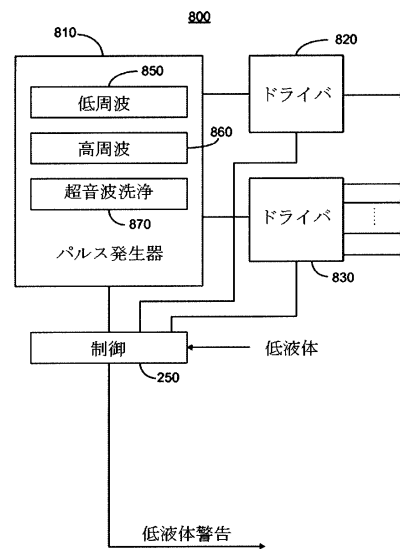 800
810
820
850
低周波
ドライバ
860
高周波
超音波洗浄
870
ドライバ
パルス発生器
830
制御
低液体
250
低液体警告